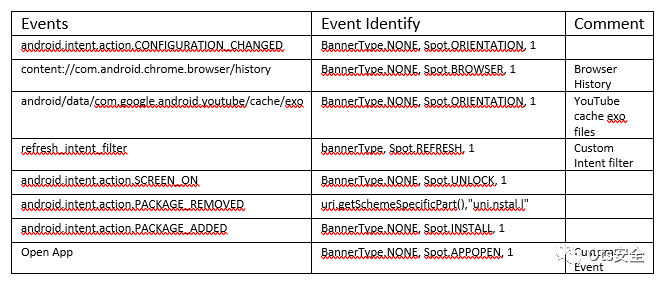 Events Event Identify Comment
android.intent.action.CONFIGURATION_CHANGED BannerType.NONE, Spot.ORIENTATION, 1
content://com.android.chrome.browser/history BannerType.NONE, Spot.BROWSER, 1 Browser
History
android/data/com.google.android.youtube/cache/exo BannerType.NONE, Spot.ORIENTATION, 1 YouTube
cache exo
files
refresh_intent_filter bannerType, Spot.REFRESH, 1 Custom
Intent filter
android.intent.action.SCREEN_ON BannerType.NONE, Spot.UNLOCK, 1
android.intent.action.PACKAGE_REMOVED uri.getSchemeSpecificPart(),"uni.nstal.l"
android.intent.action.PACKAGE_ADDED BannerType.NONE, Spot.INSTALL, 1
Open App BannerType.NONE, Spot.APPOPEN, 1 Custom
Event
Ots安全